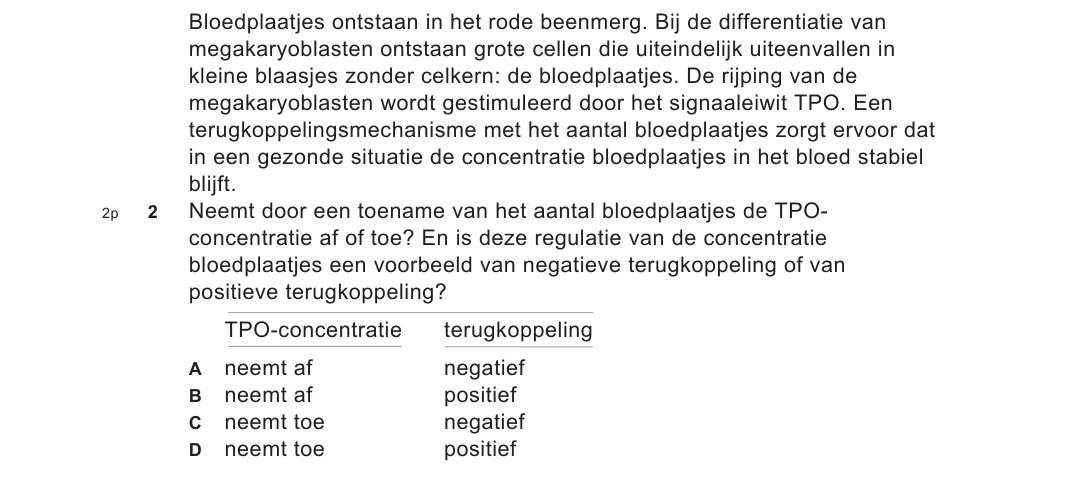 Bloedplaatjes ontstaan in het rode beenmerg. Bij de differentiatie van
megakaryoblasten ontstaan grote cellen die uiteindelijk uiteenvallen in
kleine blaasjes zonder celkern: de bloedplaatjes. De rijping van de
megakaryoblasten wordt gestimuleerd door het signaaleiwit TPO. Een
terugkoppelingsmechanisme met het aantal bloedplaatjes zorgt ervoor dat
in een gezonde situatie de concentratie bloedplaatjes in het bloed stabiel
blijft.
2p 2 Neemt door een toename van het aantal bloedplaatjes de TPO-
concentratie af of toe? En is deze regulatie van de concentratie
bloedplaatjes een voorbeeld van negatieve terugkoppeling of van
positieve terugkoppeling?
TPO-concentratie terugkoppeling
A neemt af negatief
B neemt af positief
C neemt toe negatief
D neemt toe positief